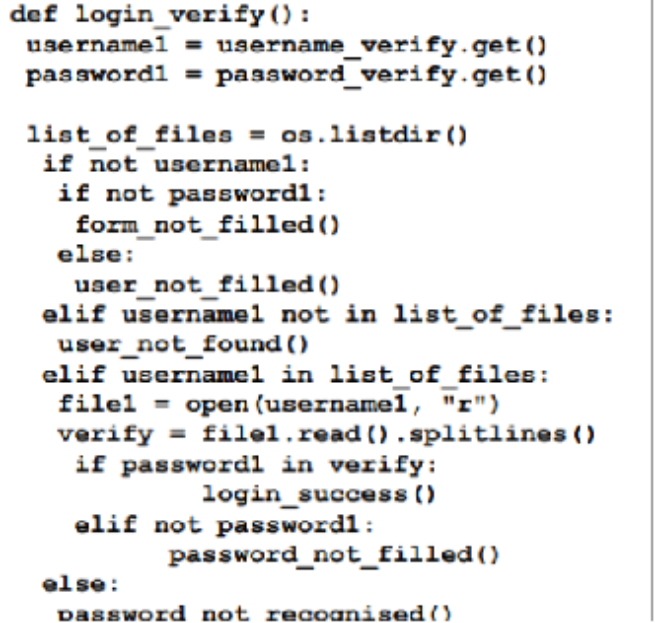 def login_verify():
 username1 = username_verify.get()
 password1 = password_verify.get()

 list_of_files = os.listdir()
  if not username1:
   if not password1:
    form_not_filled()
   else:
    user_not_filled()
  elif username1 not in list_of_files:
   user_not_found()
  elif username1 in list_of_files:
   file1 = open(username1, "r")
   verify = file1.read().splitlines()
    if password1 in verify:
            login_success()
    elif not password1:
          password_not_filled()
  else:
   password_not_recognised()